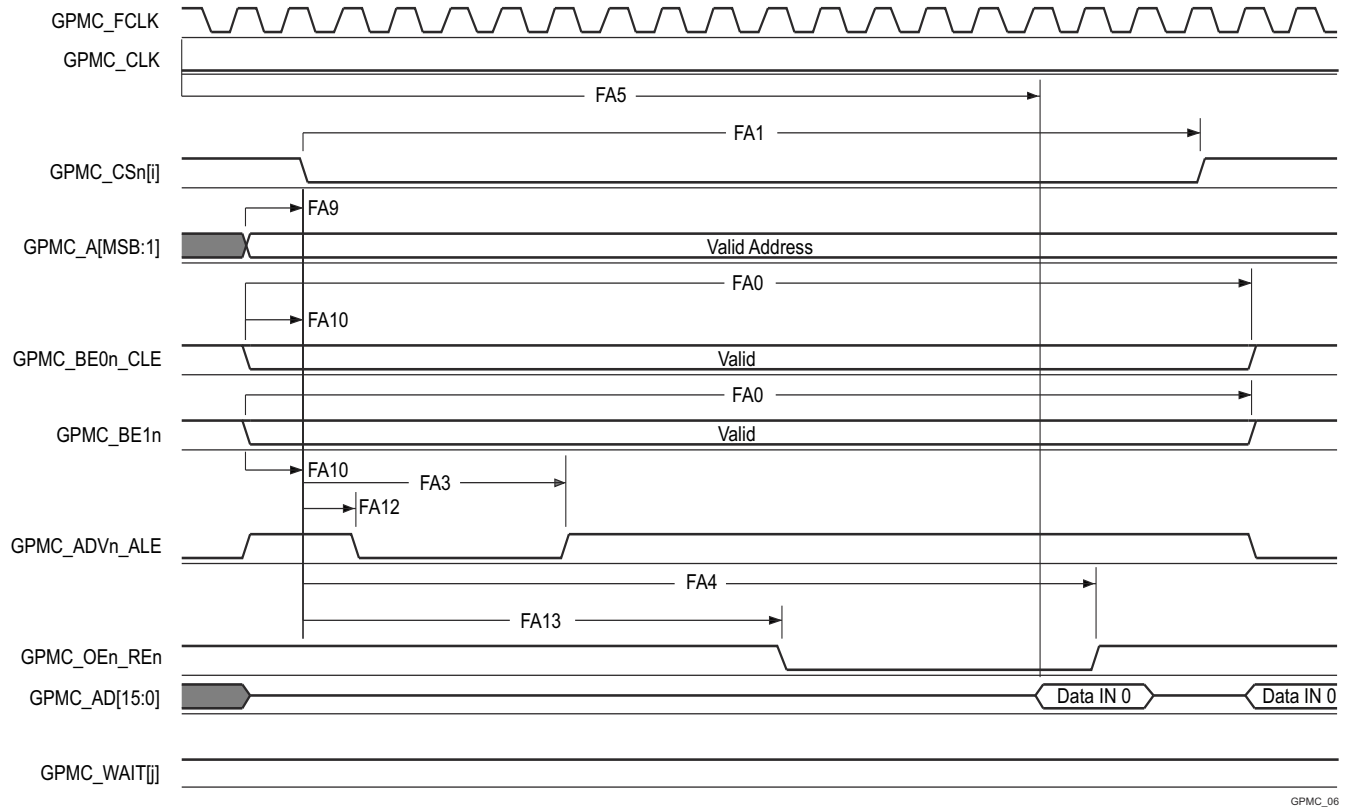 GPMC_FCLK
GPMC_CLK
FA5
FA1
GPMC_CSn[i]
FA9
GPMC_A[MSB:1]
Valid Address
FA0
FA10
GPMC_BE0n_CLE
Valid
FA0
GPMC_BE1n
Valid
FA10
FA3
FA12
GPMC_ADVn_ALE
FA4
FA13
GPMC_OEn_REn
GPMC_AD[15:0]
Data IN 0
Data IN 0
GPMC_WAIT[j]
GPMC_06